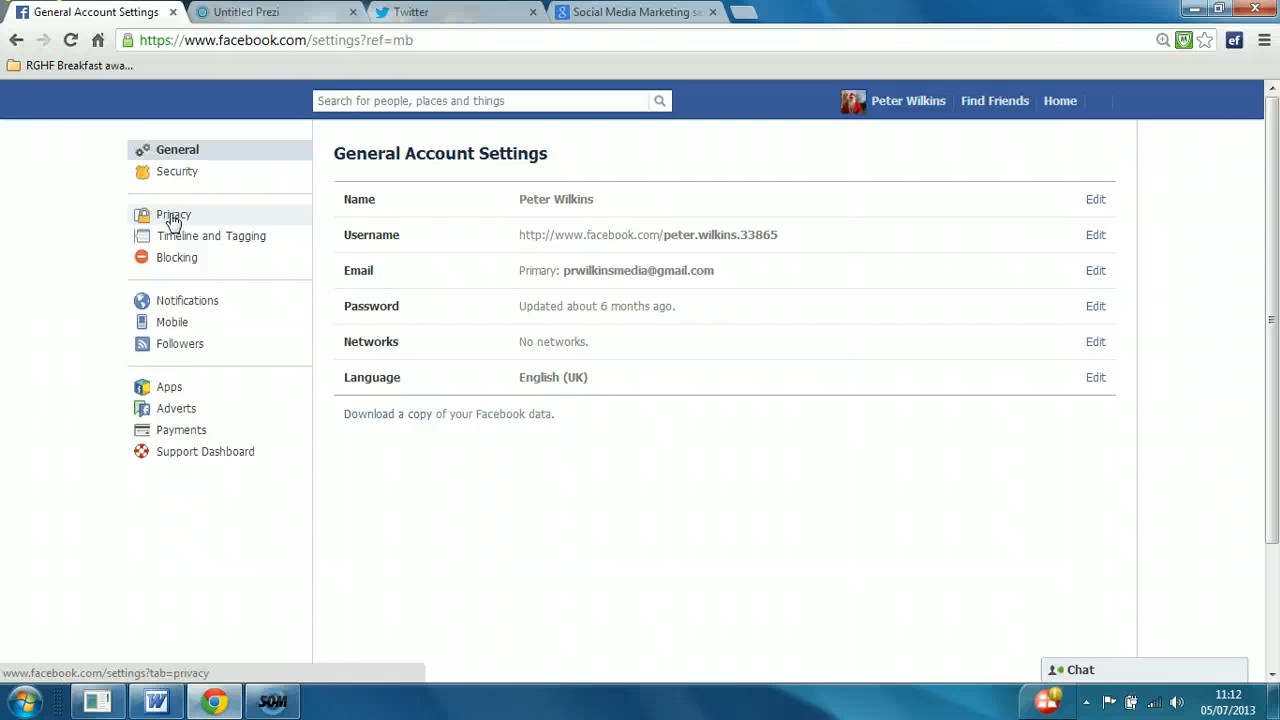 General Account Settings
Untitled Prezi
Twitter
Social Media Marketing se
https://www.facebook.com/settings?ref=mb
ef
RGHF Breakfast awa...
Search for people, places and things
Peter Wilkins
Find Friends
Home
General
Security
Privacy
Timeline and Tagging
Blocking
Notifications
Mobile
Followers
Apps
Adverts
Payments
Support Dashboard
General Account Settings
Name Peter Wilkins Edit
Username http://www.facebook.com/peter.wilkins.33865 Edit
Email Primary: prwilkinsmedia@gmail.com Edit
Password Updated about 6 months ago. Edit
Networks No networks. Edit
Language English (UK) Edit
Download a copy of your Facebook data.
www.facebook.com/settings?tab=privacy
Chat
SOM
11:12
05/07/2013